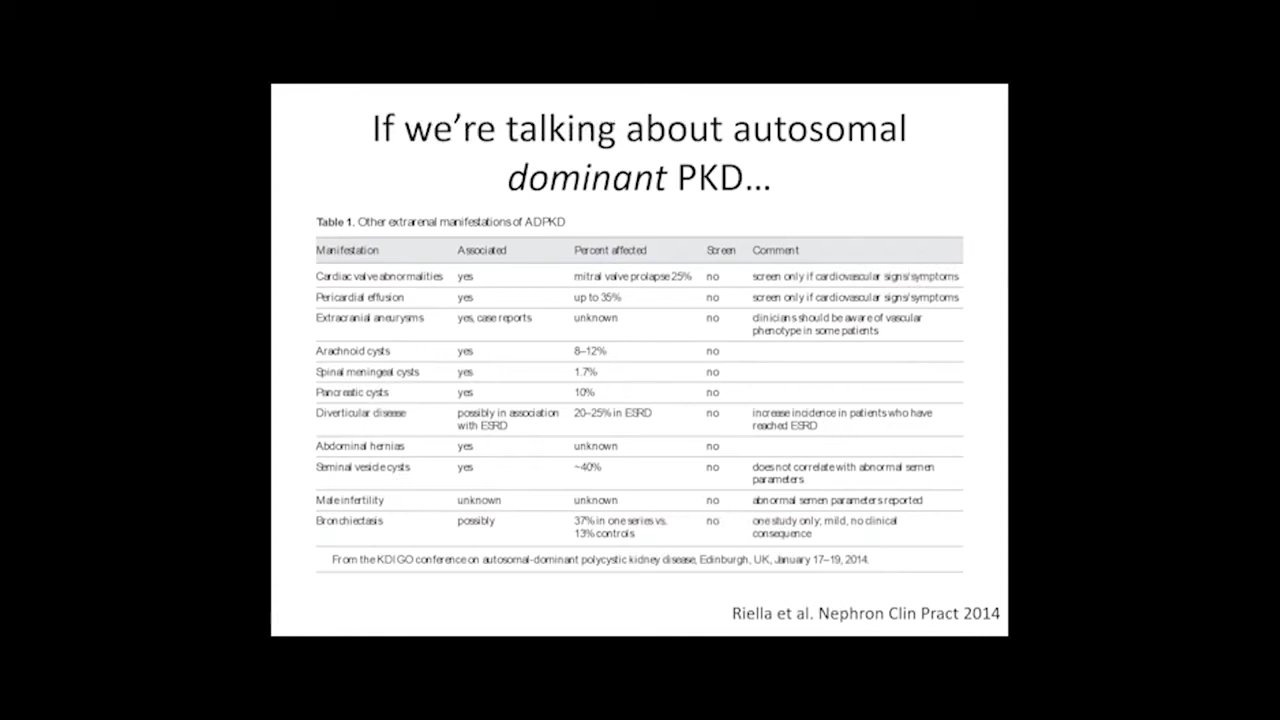 If we're talking about autosomal
dominant PKD...
Table 1. Other extrarenal manifestations of ADPKD
Manifestation Associated Percent affected Screen Comment
Cardiac valve abnormalities yes mitral valve prolapse 25% no screen only if cardiovascular signs/symptoms
Pericardial effusion yes up to 35% no screen only if cardiovascular signs/symptoms
Extracranial aneurysms yes, case reports unknown no clinicians should be aware of vascular
phenotype in some patients
Arachnoid cysts yes 8–12% no
Spinal meningeal cysts yes 1.7% no
Pancreatic cysts yes 10% no
Diverticular disease possibly in association 20–25% in ESRD no increase incidence in patients who have
with ESRD reached ESRD
Abdominal hernias yes unknown no
Seminal vesicle cysts yes ~40% no does not correlate with abnormal semen
parameters
Male infertility unknown unknown no abnormal semen parameters reported
Bronchiectasis possibly 37% in one series vs. no one study only; mild, no clinical
13% controls consequence
From the KDIGO conference on autosomal-dominant polycystic kidney disease, Edinburgh, UK, January 17–19, 2014.
Riella et al. Nephron Clin Pract 2014